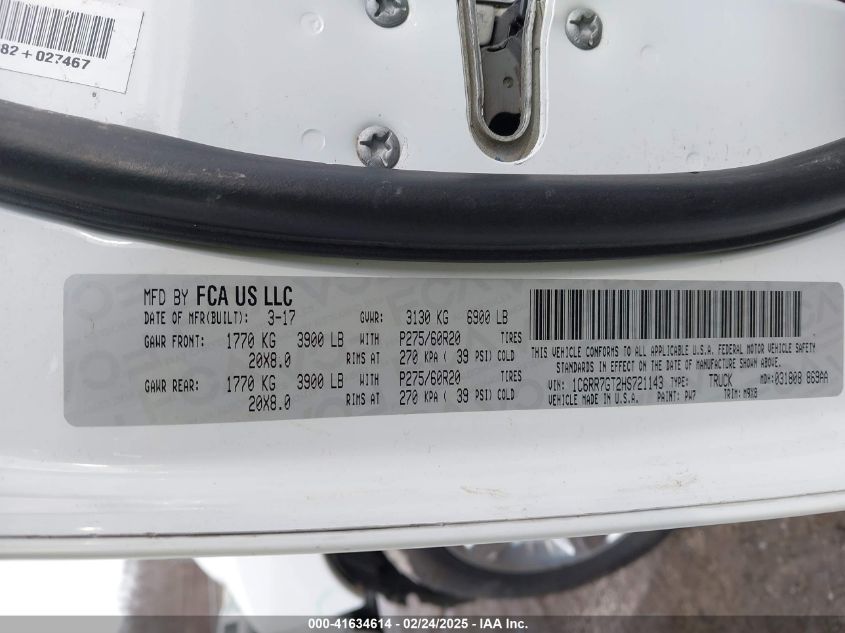 82+027467
MFD BY FCA US LLC
DATE OF MFR(BUILT): 3-17 GVWR: 3130 KG 6900 LB
GAWR FRONT: 1770 KG 3900 LB WITH P275/60R20 TIRES
20X8.0 RIMS AT 270 KPA ( 39 PSI) COLD
GAWR REAR: 1770 KG 3900 LB WITH P275/60R20 TIRES
20X8.0 RIMS AT 270 KPA ( 39 PSI) COLD
THIS VEHICLE CONFORMS TO ALL APPLICABLE U.S.A. FEDERAL MOTOR VEHICLE SAFETY
STANDARDS IN EFFECT ON THE DATE OF MANUFACTURE SHOWN ABOVE.
VIN: 1C6RR7GT2HS721143 TYPE: TRUCK MDH: 031808 869AA
VEHICLE MADE IN U.S.A. PAINT: PW7 TRIM: M9X8
000-41634614 - 02/24/2025 - IAA Inc.